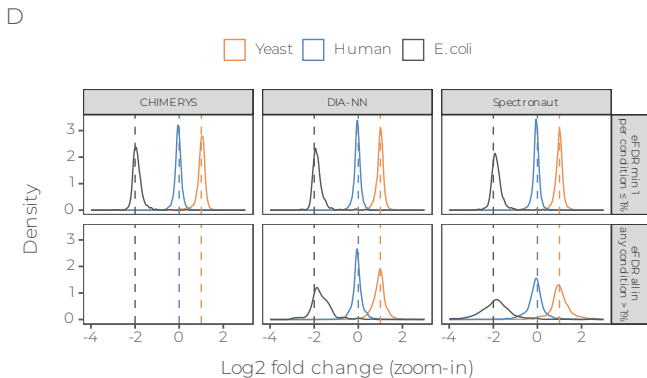 D
Yeast Human E.coli
CHIMERYS DIA-NN Spectronaut
Density
3
2
1
0
eFDR min 1
per condition ≤ 1%
3
2
1
0
eFDR all in
any condition > 1%
-4 -2 0 2 -4 -2 0 2 -4 -2 0 2
Log2 fold change (zoom-in)